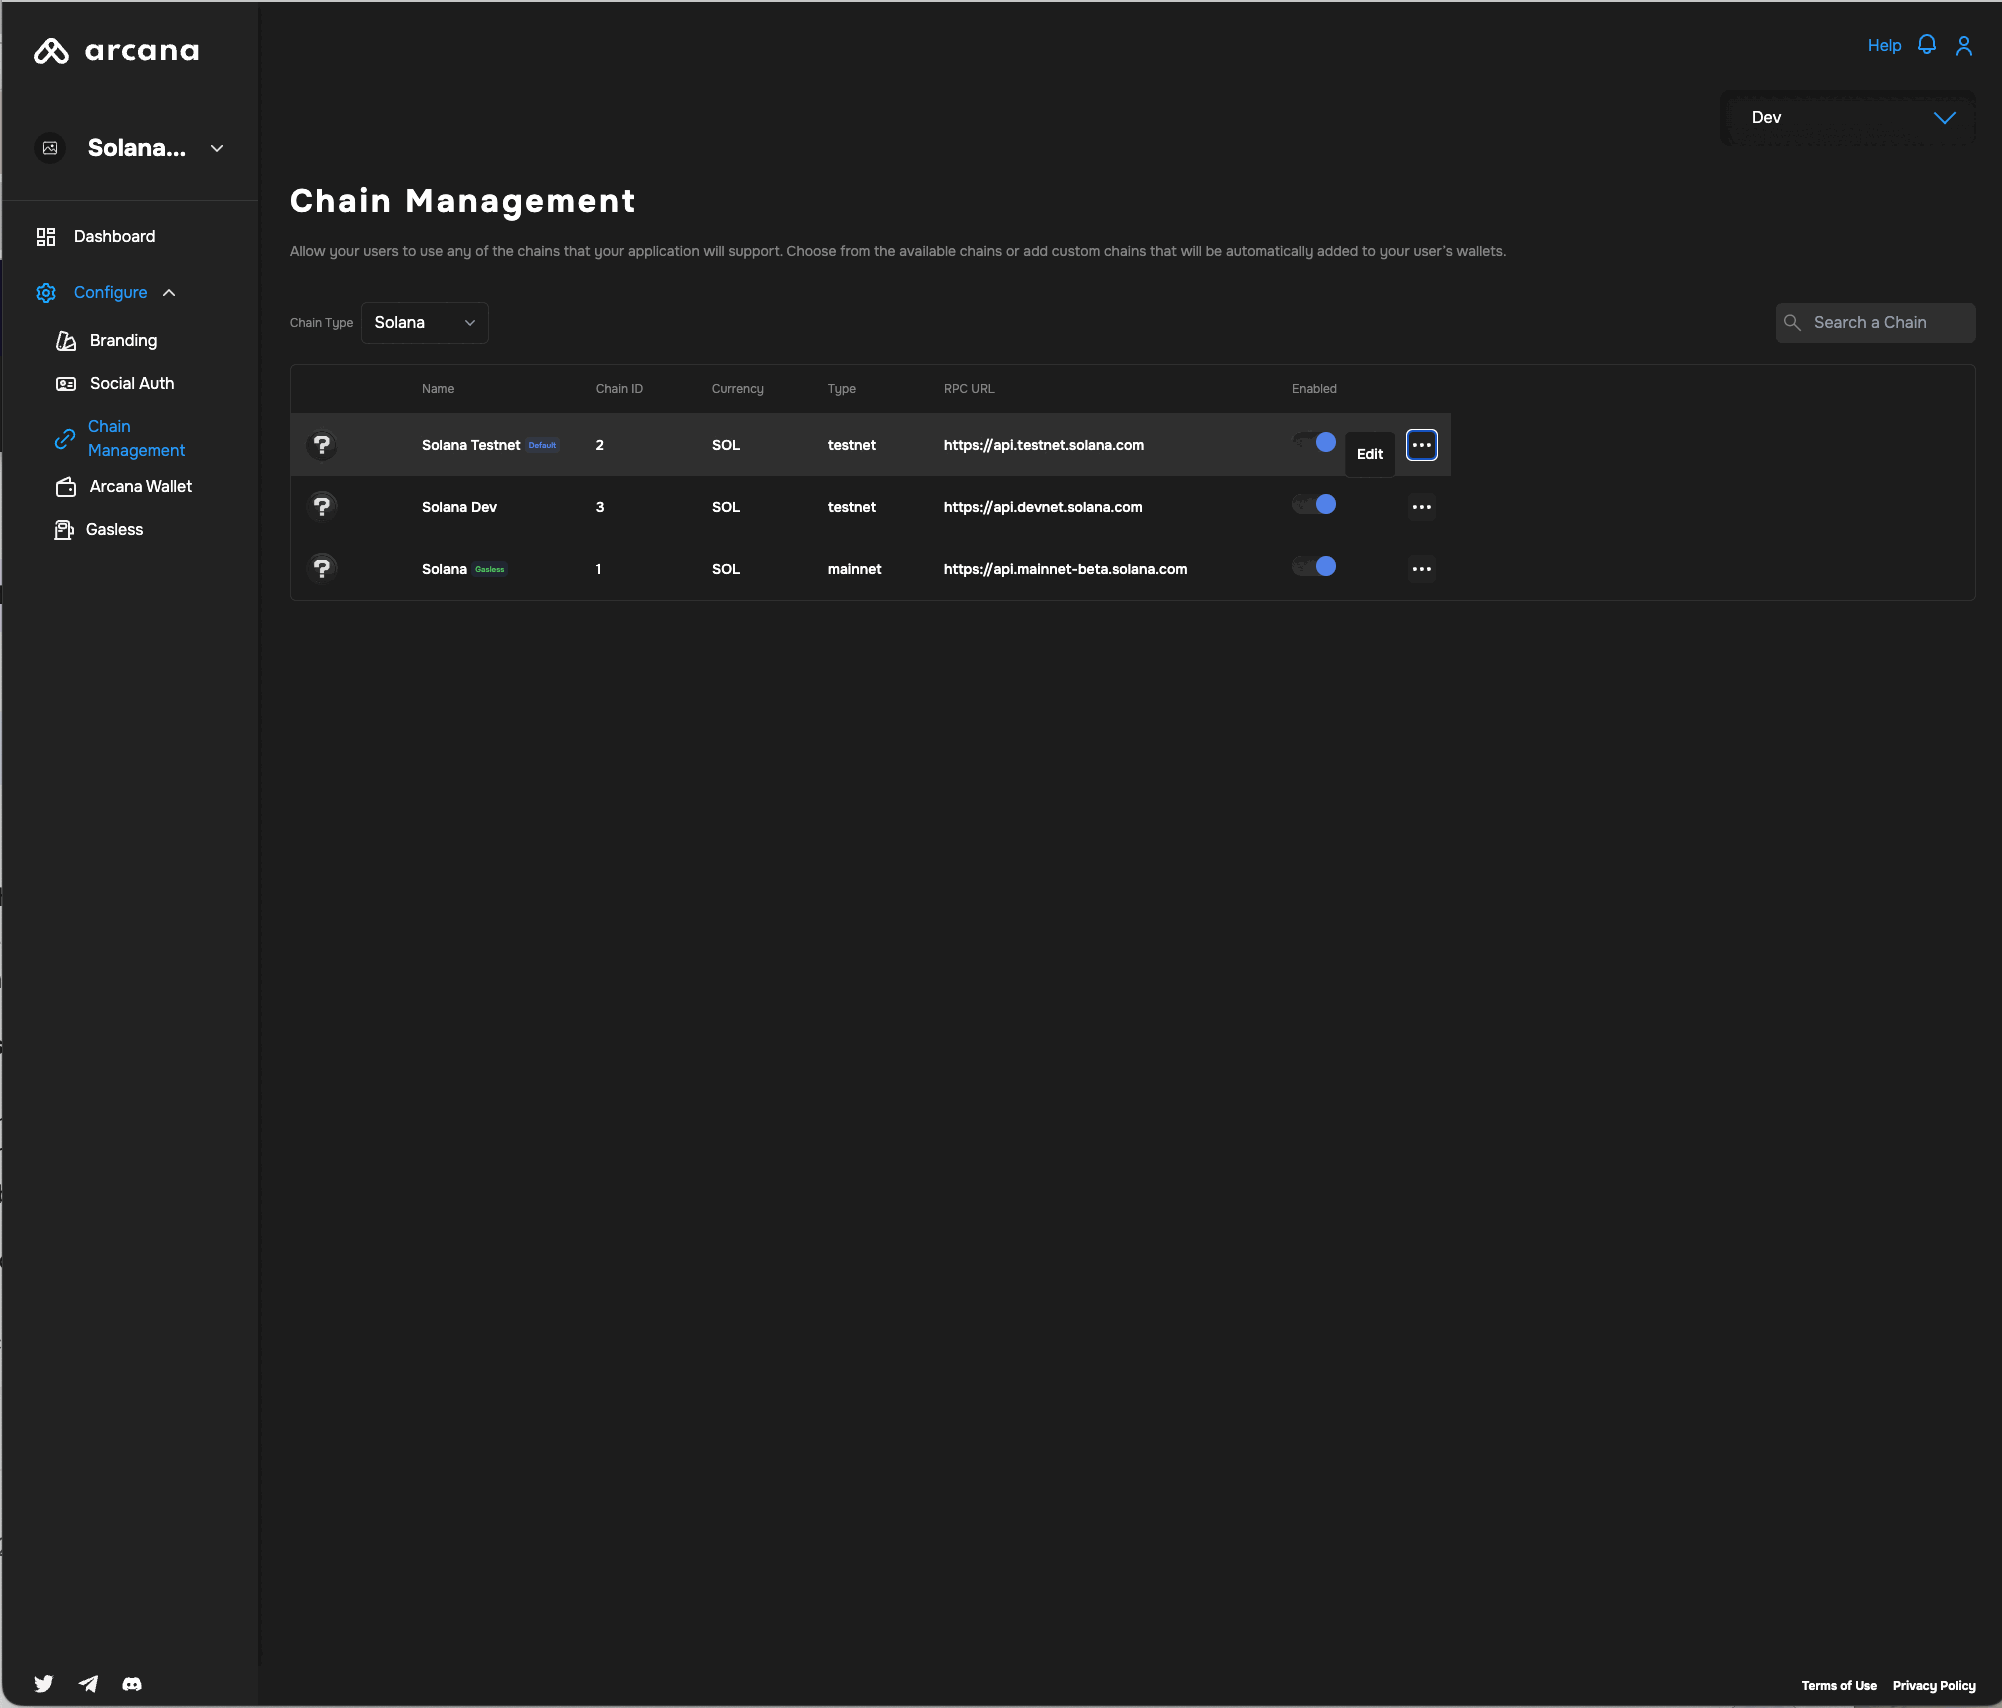 arcana
Help
Dev
Solana...
Chain Management
Dashboard
Allow your users to use any of the chains that your application will support. Choose from the available chains or add custom chains that will be automatically added to your user's wallets.
Configure
Chain Type Solana
Search a Chain
Branding
Social Auth
Chain
Management
Arcana Wallet
Gasless
Name Chain ID Currency Type RPC URL Enabled
Solana Testnet Default 2 SOL testnet https://api.testnet.solana.com Edit
Solana Dev 3 SOL testnet https://api.devnet.solana.com
Solana Gasless 1 SOL mainnet https://api.mainnet-beta.solana.com
Terms of Use Privacy Policy